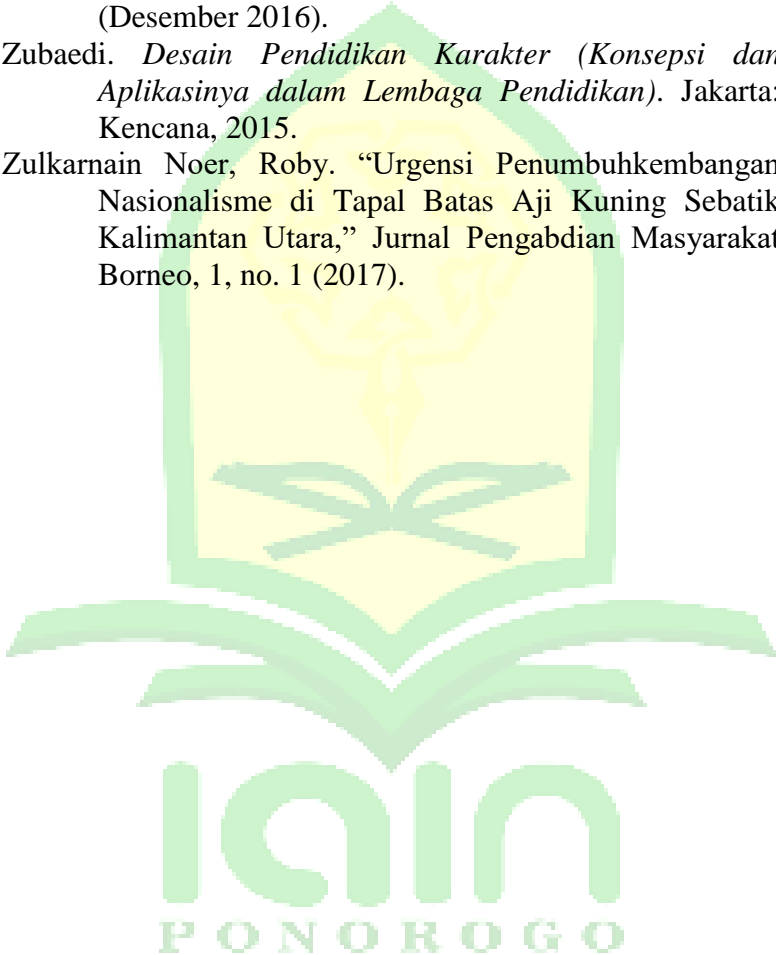 (Desember 2016).
Zubaedi. Desain Pendidikan Karakter (Konsepsi dan
Aplikasinya dalam Lembaga Pendidikan). Jakarta:
Kencana, 2015.
Zulkarnain Noer, Roby. “Urgensi Penumbuhkembangan
Nasionalisme di Tapal Batas Aji Kuning Sebatik
Kalimantan Utara,” Jurnal Pengabdian Masyarakat
Borneo, 1, no. 1 (2017).
iain
PONOROGO